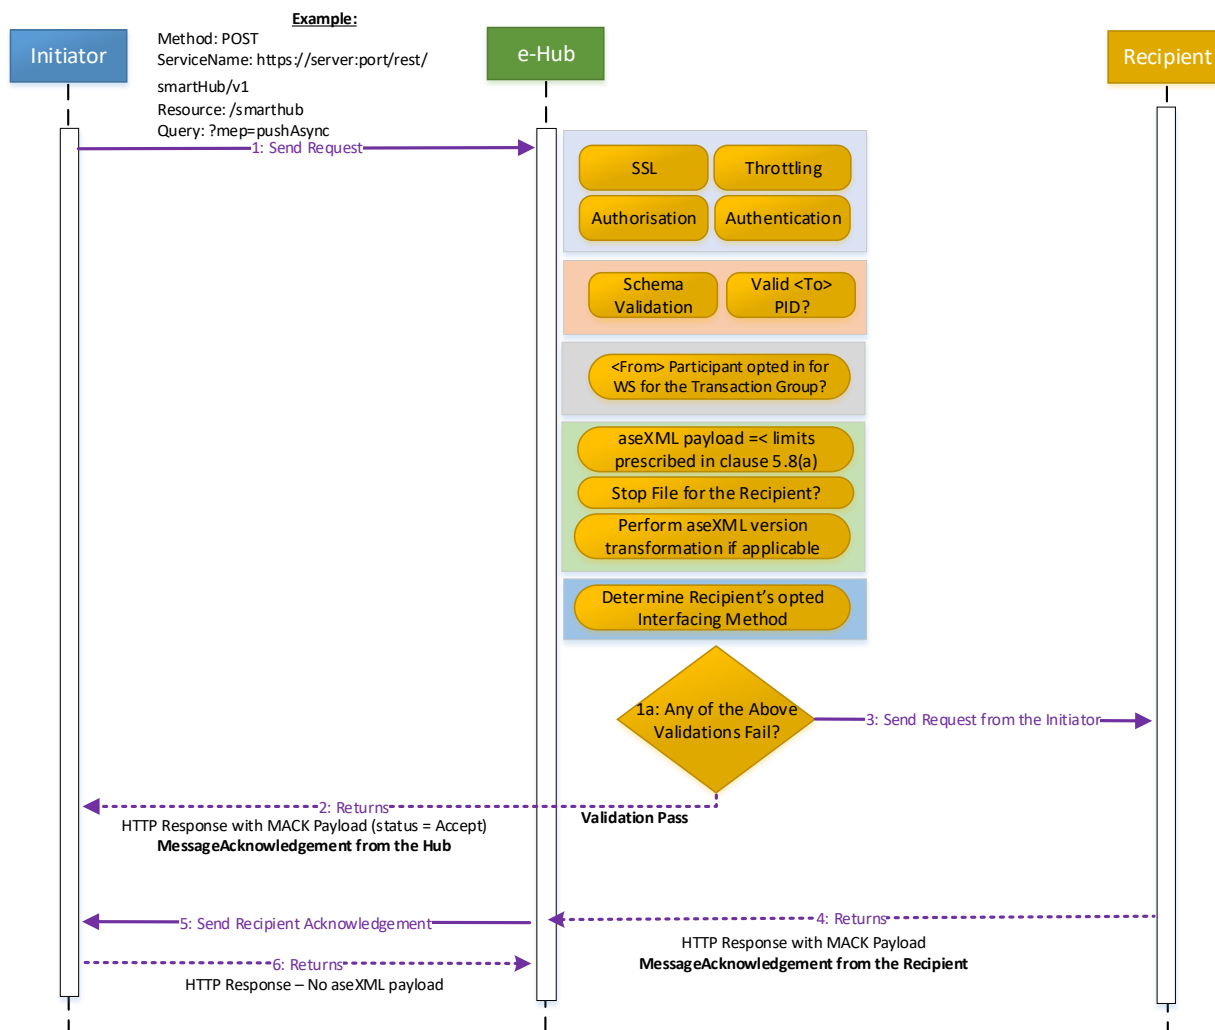 Example:
Method: POST
ServiceName: https://server:port/rest/
smartHub/v1
Resource: /smarthub
Query: ?mep=pushAsync
Initiator
e-Hub
Recipient
1: Send Request
SSL
Throttling
Authorisation
Authentication
Schema
Validation
Valid <To>
PID?
<From> Participant opted in for
WS for the Transaction Group?
aseXML payload =< limits
prescribed in clause 5.8(a)
Stop File for the Recipient?
Perform aseXML version
transformation if applicable
Determine Recipient's opted
Interfacing Method
1a: Any of the Above
Validations Fail?
3: Send Request from the Initiator
2: Returns
HTTP Response with MACK Payload (status = Accept)
MessageAcknowledgement from the Hub
Validation Pass
5: Send Recipient Acknowledgement
4: Returns
HTTP Response with MACK Payload
MessageAcknowledgement from the Recipient
6: Returns
HTTP Response – No aseXML payload